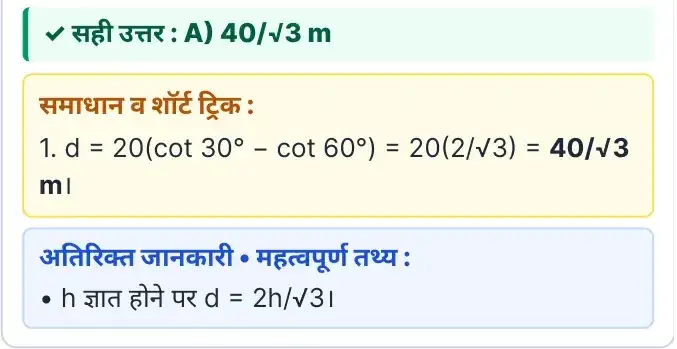 ✓ सही उत्तर : A) 40/√3 m
समाधान व शॉर्ट ट्रिक :
1. d = 20(cot 30° − cot 60°) = 20(2/√3) = 40/√3
m।
अतिरिक्त जानकारी • महत्वपूर्ण तथ्य :
• h ज्ञात होने पर d = 2h/√3।